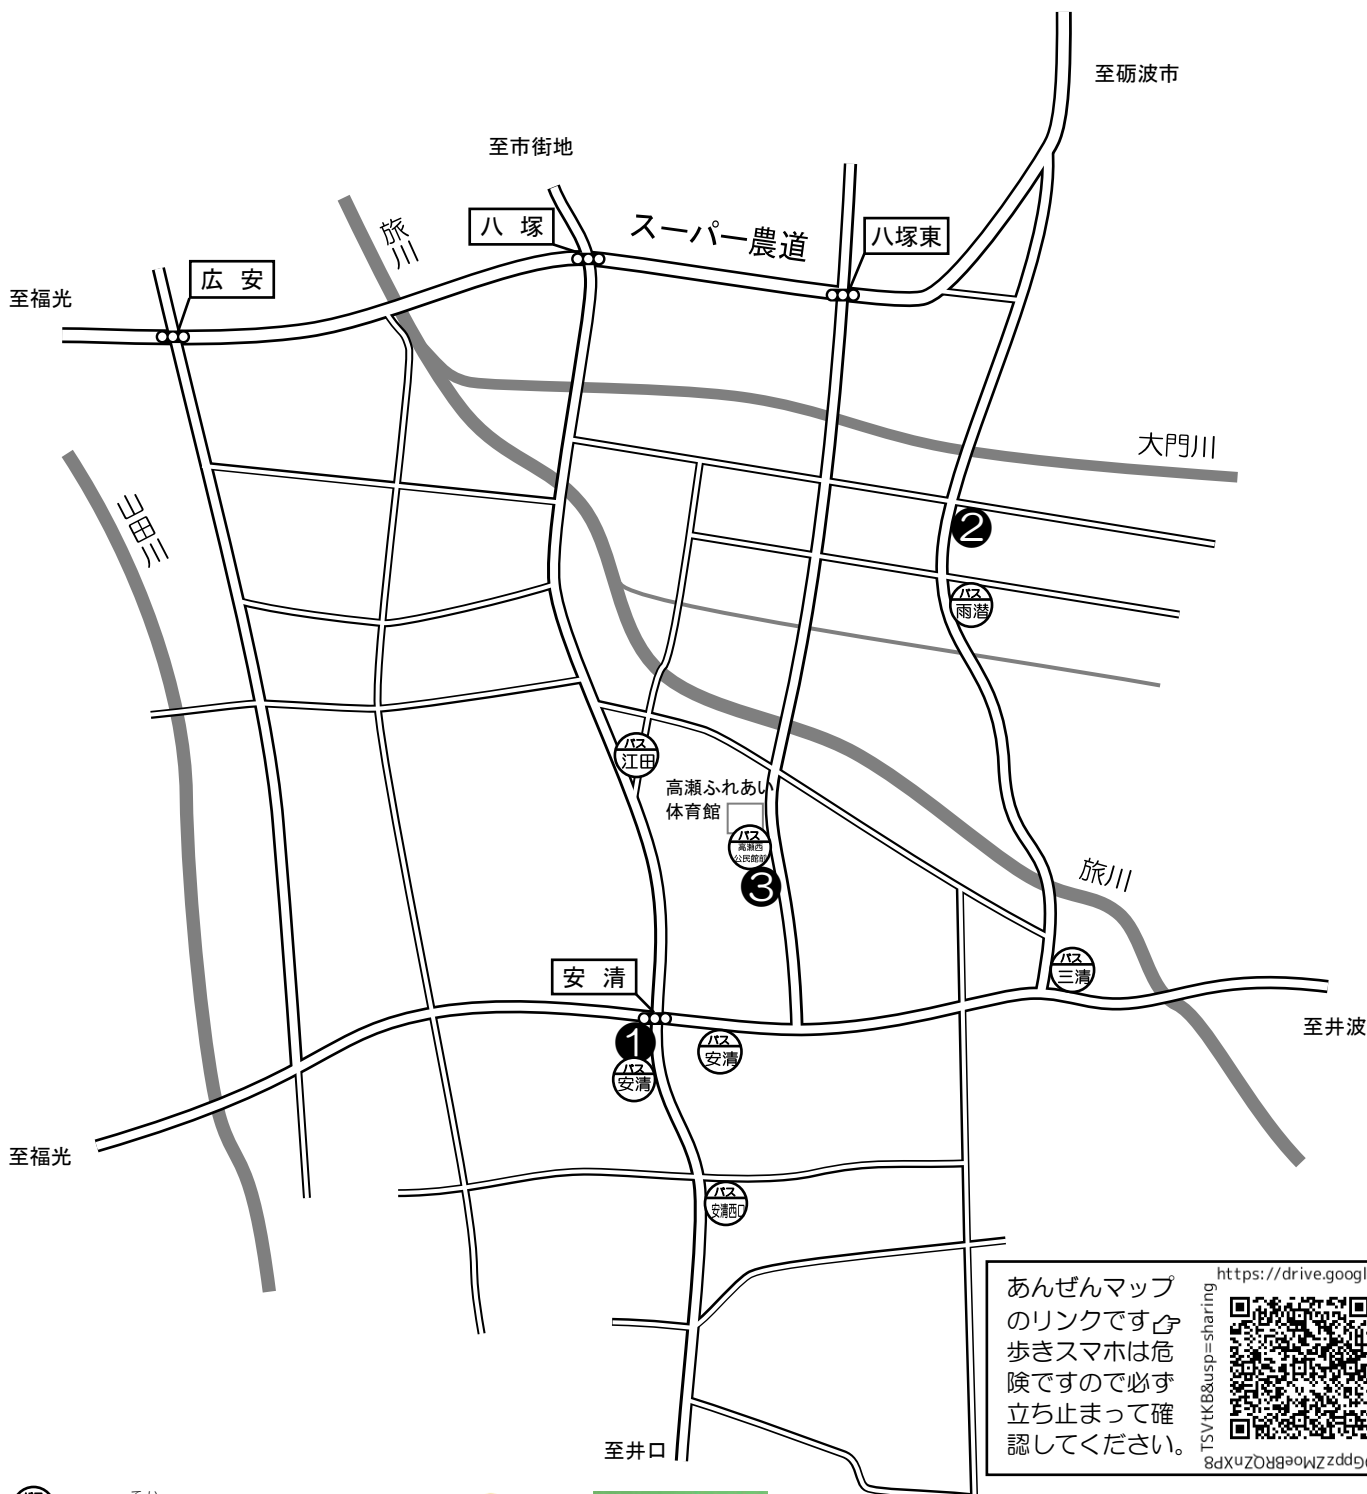 至砺波市
至市街地
旅川
八塚
スーパー農道
八塚東
広安
至福光
大門川
山田川
2
バス
雨潜
バス
江田
高瀬ふれあい
体育館
バス
高瀬西
公民館前
3
旅川
バス
三清
安清
1
バス
安清
バス
安清
至井波
至福光
バス
安清西口
至井口
あんぜんマップ
のリンクです☞
歩きスマホは危
険ですので必ず
立ち止まって確
認してください。
https://drive.googl
TSVtKB&usp=sharing
GppzZMoeBRQZnXP8